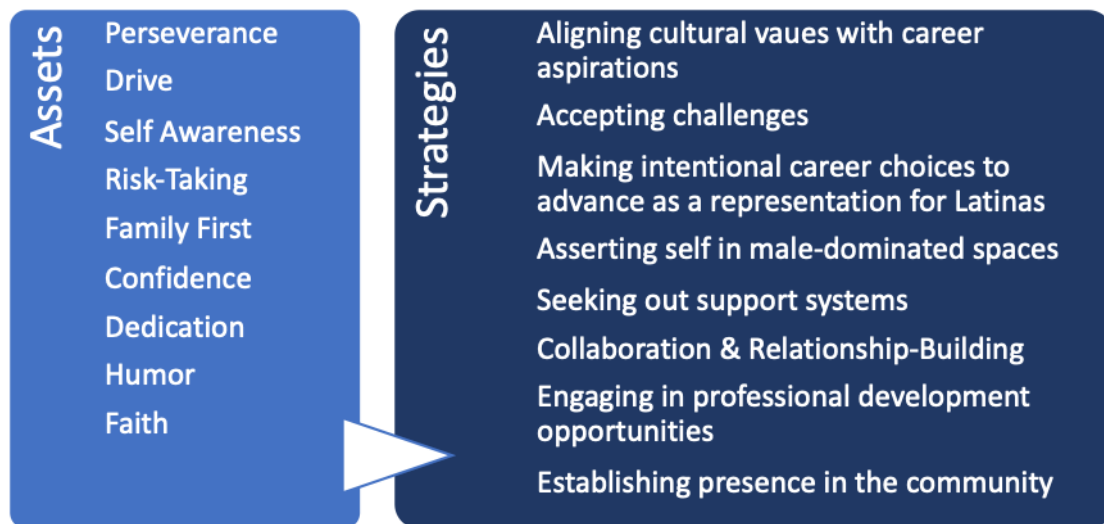 Assets
Perseverance
Drive
Self Awareness
Risk-Taking
Family First
Confidence
Dedication
Humor
Faith
Strategies
Aligning cultural vaues with career
aspirations
Accepting challenges
Making intentional career choices to
advance as a representation for Latinas
Asserting self in male-dominated spaces
Seeking out support systems
Collaboration & Relationship-Building
Engaging in professional development
opportunities
Establishing presence in the community